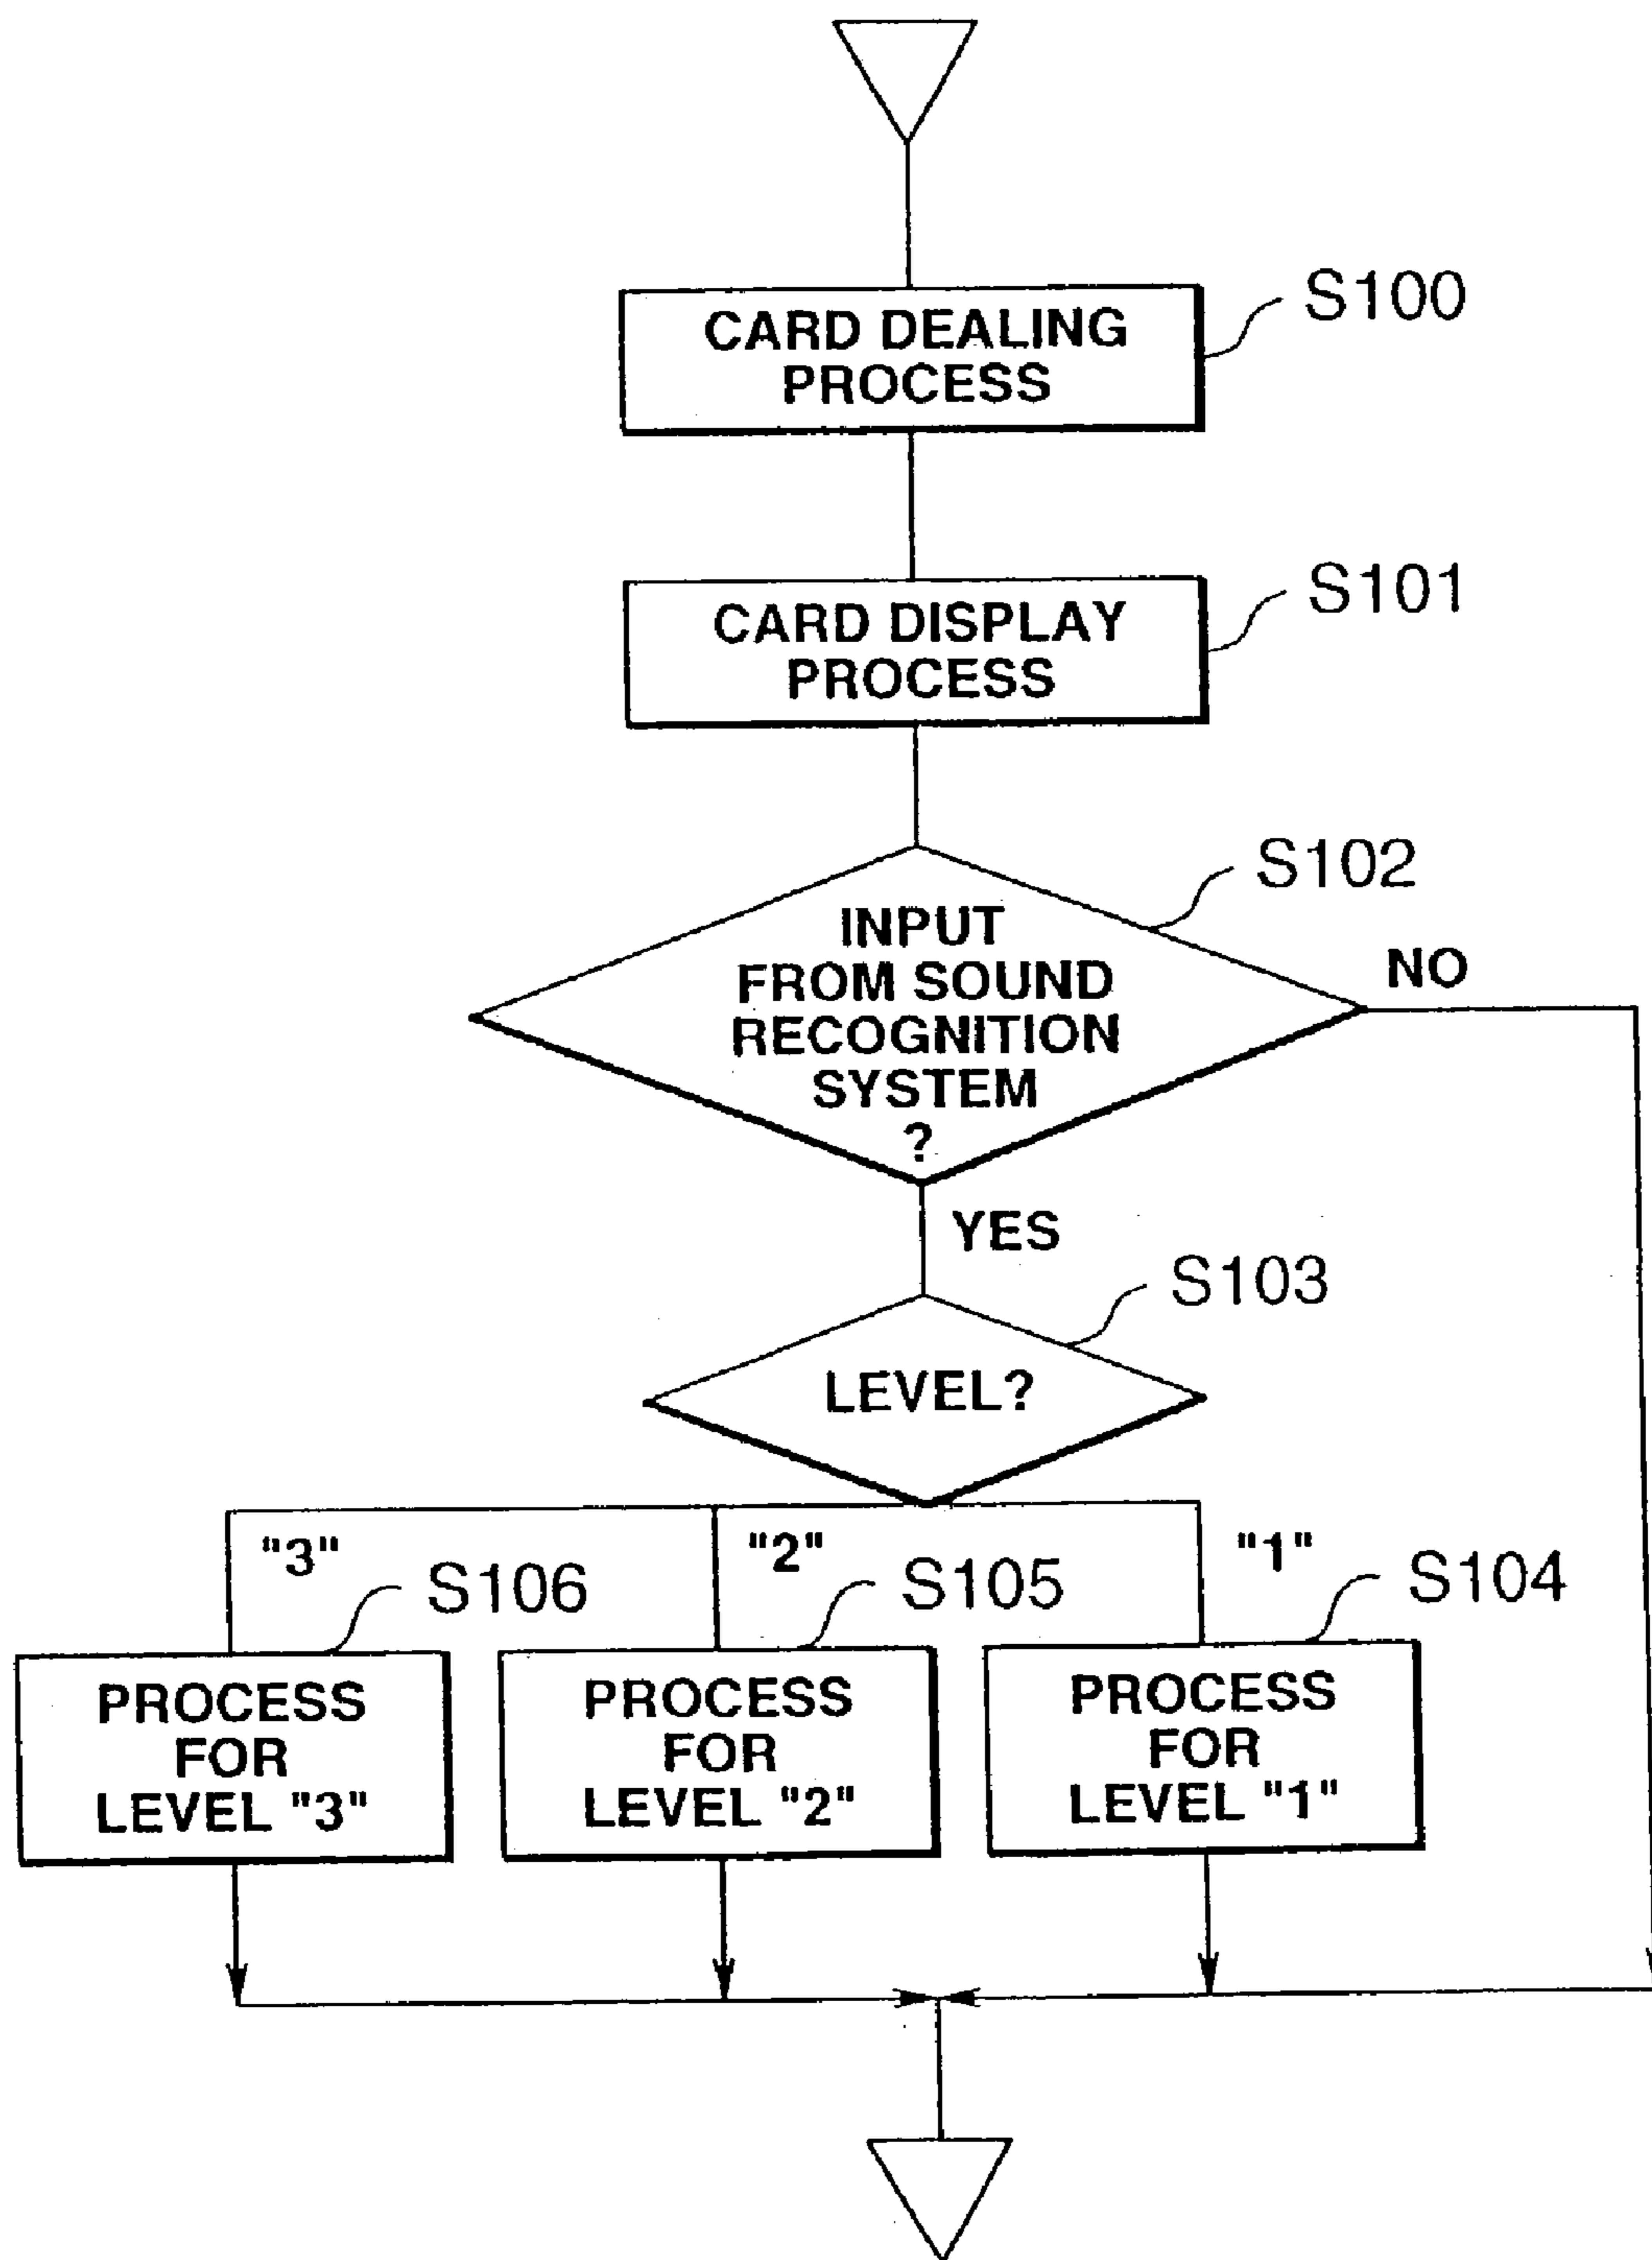 CARD DEALING
PROCESS
S100
CARD DISPLAY
PROCESS
S101
S102
INPUT
FROM SOUND
RECOGNITION
SYSTEM
?
NO
YES
S103
LEVEL?
"3"
"2"
"1"
S106
S105
S104
PROCESS
FOR
LEVEL "3"
PROCESS
FOR
LEVEL "2"
PROCESS
FOR
LEVEL "1"